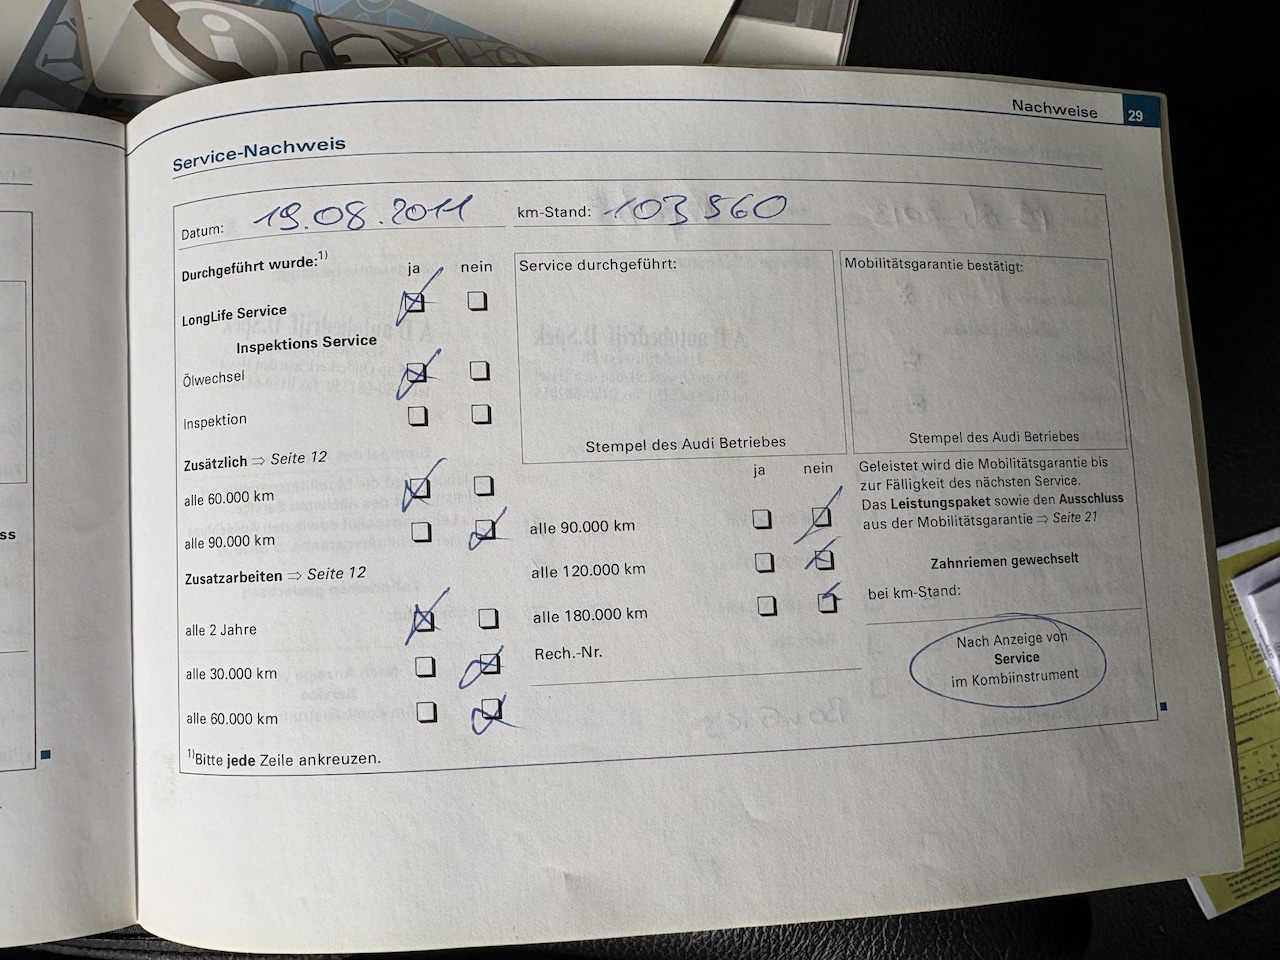 Nachweise 29
Service-Nachweis
Datum: 19.08.2011 km-Stand: 103560
Durchgeführt wurde:1) ja nein
LongLife Service
Inspektions Service
Ölwechsel
Inspektion
Zusätzlich ⇒ Seite 12
alle 60.000 km
alle 90.000 km
Zusatzarbeiten ⇒ Seite 12
alle 2 Jahre
alle 30.000 km
alle 60.000 km
1)Bitte jede Zeile ankreuzen.
Service durchgeführt:
Stempel des Audi Betriebes
ja nein
alle 90.000 km
alle 120.000 km
alle 180.000 km
Rech.-Nr.
Mobilitätsgarantie bestätigt:
Stempel des Audi Betriebes
Geleistet wird die Mobilitätsgarantie bis
zur Fälligkeit des nächsten Service.
Das Leistungspaket sowie den Ausschluss
aus der Mobilitätsgarantie ⇒ Seite 21
Zahnriemen gewechselt
bei km-Stand:
Nach Anzeige von
Service
im Kombiinstrument
ss